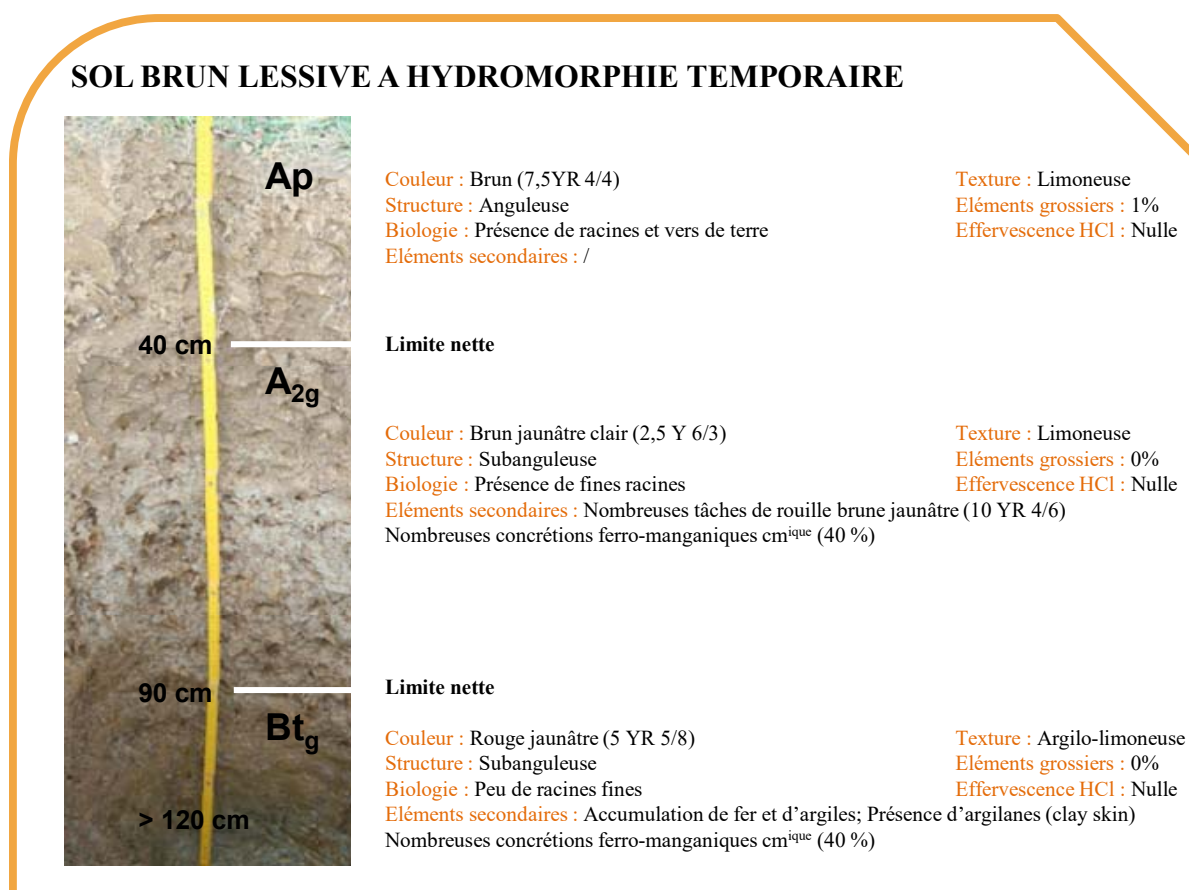 SOL BRUN LESSIVE A HYDROMORPHIE TEMPORAIRE
Ap
Couleur : Brun (7,5YR 4/4)
Texture : Limoneuse
Structure : Anguleuse
Eléments grossiers : 1%
Biologie : Présence de racines et vers de terre
Effervescence HCl : Nulle
Eléments secondaires : /
40 cm
Limite nette
A2g
Couleur : Brun jaunâtre clair (2,5 Y 6/3)
Texture : Limoneuse
Structure : Subanguleuse
Eléments grossiers : 0%
Biologie : Présence de fines racines
Effervescence HCl : Nulle
Eléments secondaires : Nombreuses tâches de rouille brune jaunâtre (10 YR 4/6)
Nombreuses concrétions ferro-manganiques cmique (40 %)
90 cm
Limite nette
Btg
Couleur : Rouge jaunâtre (5 YR 5/8)
Texture : Argilo-limoneuse
Structure : Subanguleuse
Eléments grossiers : 0%
Biologie : Peu de racines fines
Effervescence HCl : Nulle
> 120 cm
Eléments secondaires : Accumulation de fer et d’argiles; Présence d’argilanes (clay skin)
Nombreuses concrétions ferro-manganiques cmique (40 %)